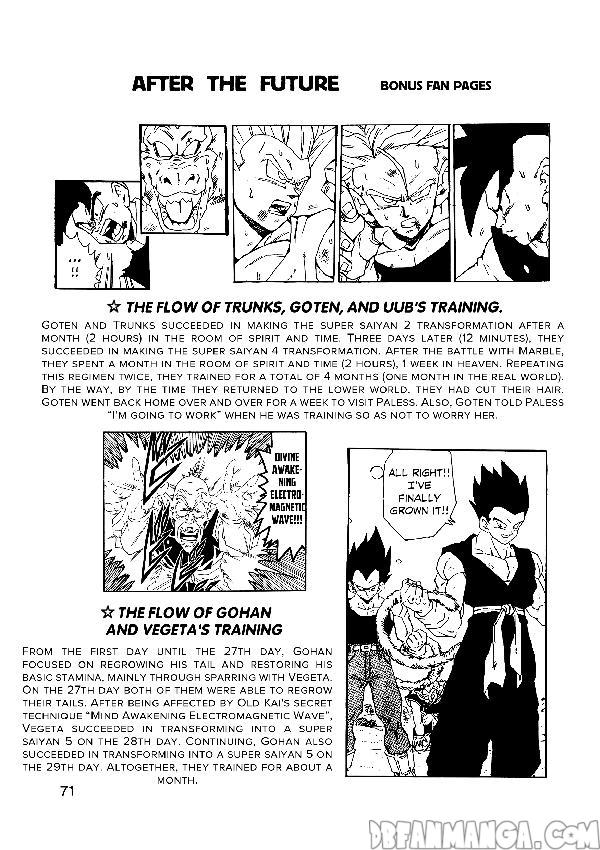 AFTER THE FUTURE BONUS FAN PAGES
...
!!
☆ THE FLOW OF TRUNKS, GOTEN, AND UUB'S TRAINING.
GOTEN AND TRUNKS SUCCEEDED IN MAKING THE SUPER SAIYAN 2 TRANSFORMATION AFTER A
MONTH (2 HOURS) IN THE ROOM OF SPIRIT AND TIME. THREE DAYS LATER (12 MINUTES), THEY
SUCCEEDED IN MAKING THE SUPER SAIYAN 4 TRANSFORMATION. AFTER THE BATTLE WITH MARBLE,
THEY SPENT A MONTH IN THE ROOM OF SPIRIT AND TIME (2 HOURS), 1 WEEK IN HEAVEN. REPEATING
THIS REGIMEN TWICE, THEY TRAINED FOR A TOTAL OF 4 MONTHS (ONE MONTH IN THE REAL WORLD).
BY THE WAY, BY THE TIME THEY RETURNED TO THE LOWER WORLD, THEY HAD CUT THEIR HAIR.
GOTEN WENT BACK HOME OVER AND OVER FOR A WEEK TO VISIT PALESS. ALSO, GOTEN TOLD PALESS
"I'M GOING TO WORK" WHEN HE WAS TRAINING SO AS NOT TO WORRY HER.
DIVINE
AWAKE-
NING
ELECTRO-
MAGNETIC
WAVE!!!
ALL RIGHT!!
I'VE
FINALLY
GROWN IT!!
☆ THE FLOW OF GOHAN
AND VEGETA'S TRAINING
FROM THE FIRST DAY UNTIL THE 27TH DAY, GOHAN
FOCUSED ON REGROWING HIS TAIL AND RESTORING HIS
BASIC STAMINA, MAINLY THROUGH SPARRING WITH VEGETA.
ON THE 27TH DAY BOTH OF THEM WERE ABLE TO REGROW
THEIR TAILS. AFTER BEING AFFECTED BY OLD KAI'S SECRET
TECHNIQUE "MIND AWAKENING ELECTROMAGNETIC WAVE",
VEGETA SUCCEEDED IN TRANSFORMING INTO A SUPER
SAIYAN 5 ON THE 28TH DAY. CONTINUING, GOHAN ALSO
SUCCEEDED IN TRANSFORMING INTO A SUPER SAIYAN 5 ON
THE 29TH DAY. ALTOGETHER, THEY TRAINED FOR ABOUT A
MONTH.
71
DBFANMANGA.COM